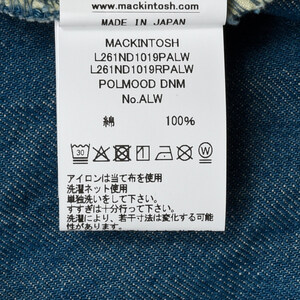 www.mackintosh.com
MADE IN JAPAN
MACKINTOSH
L261ND1019PALW
L261ND1019RPALW
POLMOOD DNM
No.ALW
綿 100%
30 W
アイロンは当て布を使用
洗濯ネット使用
単独洗いをして下さい。
すすぎは十分行って下さい。
洗濯により、若干寸法は変化する可能
性があります。